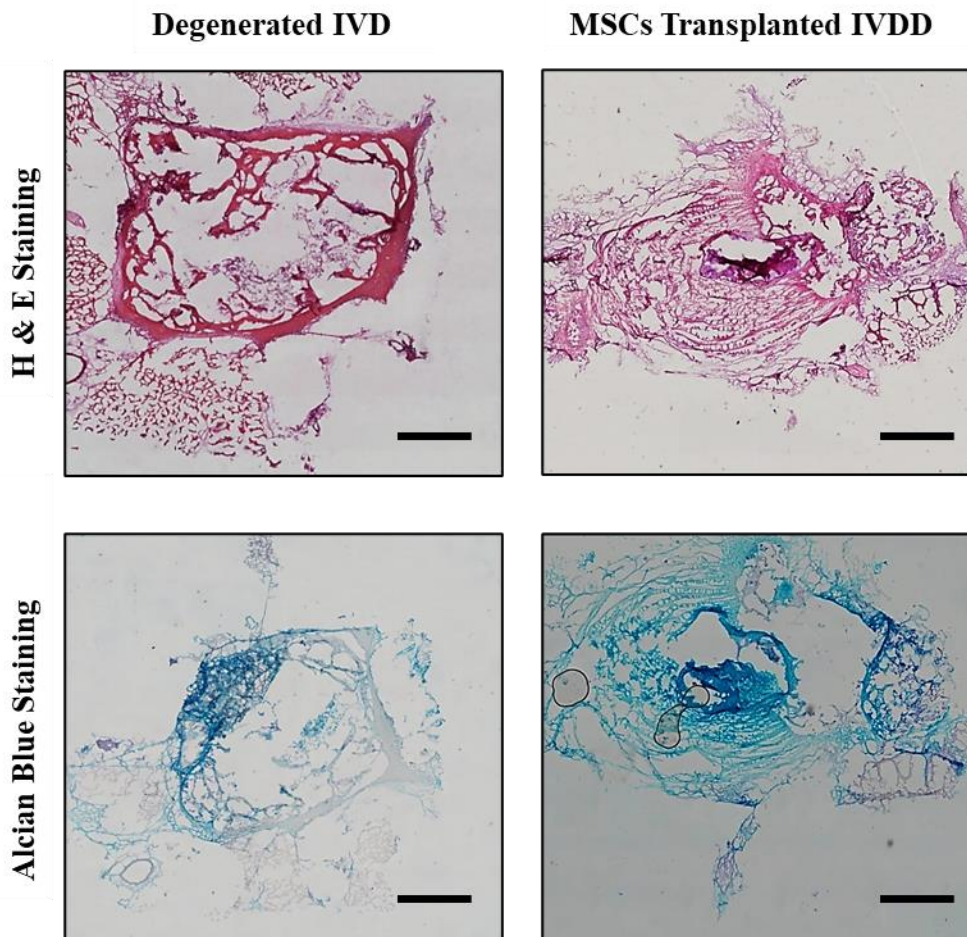 Degenerated IVD
MSCs Transplanted IVDD
H & E Staining
Alcian Blue Staining